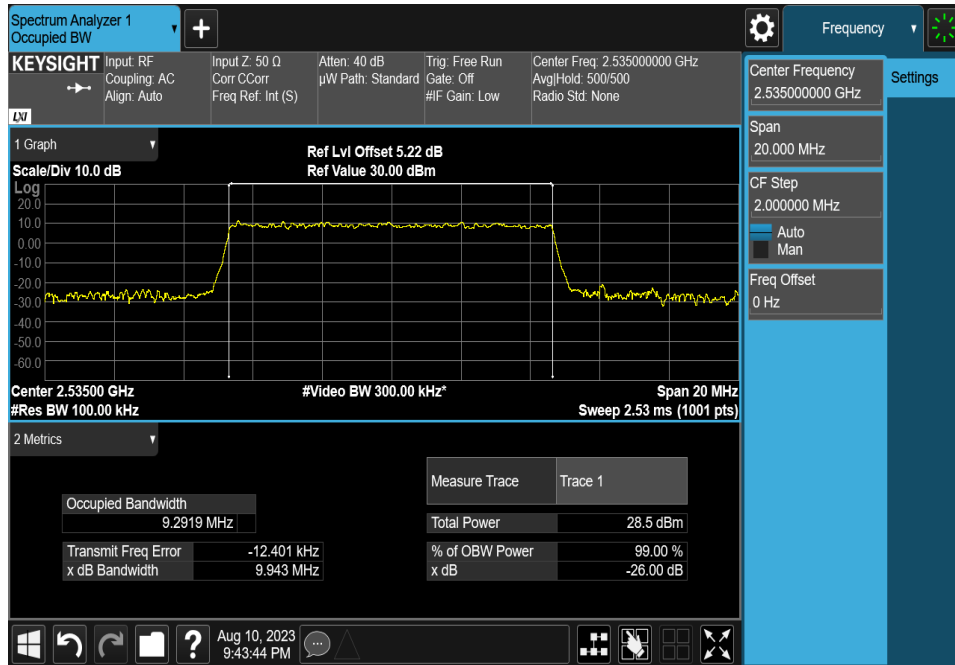 Spectrum Analyzer 1
Occupied BW
+
Frequency
KEYSIGHT
LXI
Input: RF
Coupling: AC
Align: Auto
Input Z: 50 Ω
Corr CCorr
Freq Ref: Int (S)
Atten: 40 dB
µW Path: Standard
Trig: Free Run
Gate: Off
#IF Gain: Low
Center Freq: 2.535000000 GHz
Avg|Hold: 500/500
Radio Std: None
Center Frequency
2.535000000 GHz
Settings
Span
20.000 MHz
CF Step
2.000000 MHz
Auto
Man
Freq Offset
0 Hz
1 Graph
Scale/Div 10.0 dB
Ref Lvl Offset 5.22 dB
Ref Value 30.00 dBm
Log
20.0
10.0
0.00
-10.0
-20.0
-30.0
-40.0
-50.0
-60.0
Center 2.53500 GHz
#Video BW 300.00 kHz*
Span 20 MHz
#Res BW 100.00 kHz
Sweep 2.53 ms (1001 pts)
2 Metrics
Measure Trace Trace 1
Occupied Bandwidth
9.2919 MHz
Total Power 28.5 dBm
Transmit Freq Error -12.401 kHz
% of OBW Power 99.00 %
x dB Bandwidth 9.943 MHz
x dB -26.00 dB
?
Aug 10, 2023
9:43:44 PM